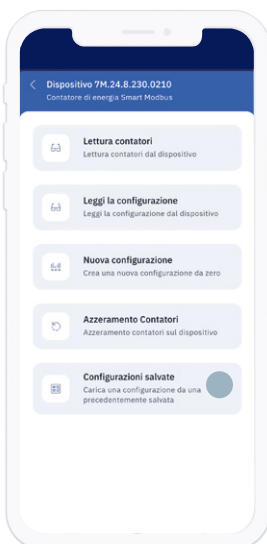 Dispositivo 7M.24.8.230.0210
Contatore di energia Smart Modbus
Lettura contatori
Lettura contatori dal dispositivo
Leggi la configurazione
Leggi la configurazione dal dispositivo
Nuova configurazione
Crea una nuova configurazione da zero
Azzeramento Contatori
Azzeramento contatori sul dispositivo
Configurazioni salvate
Carica una configurazione da una
precedentemente salvata